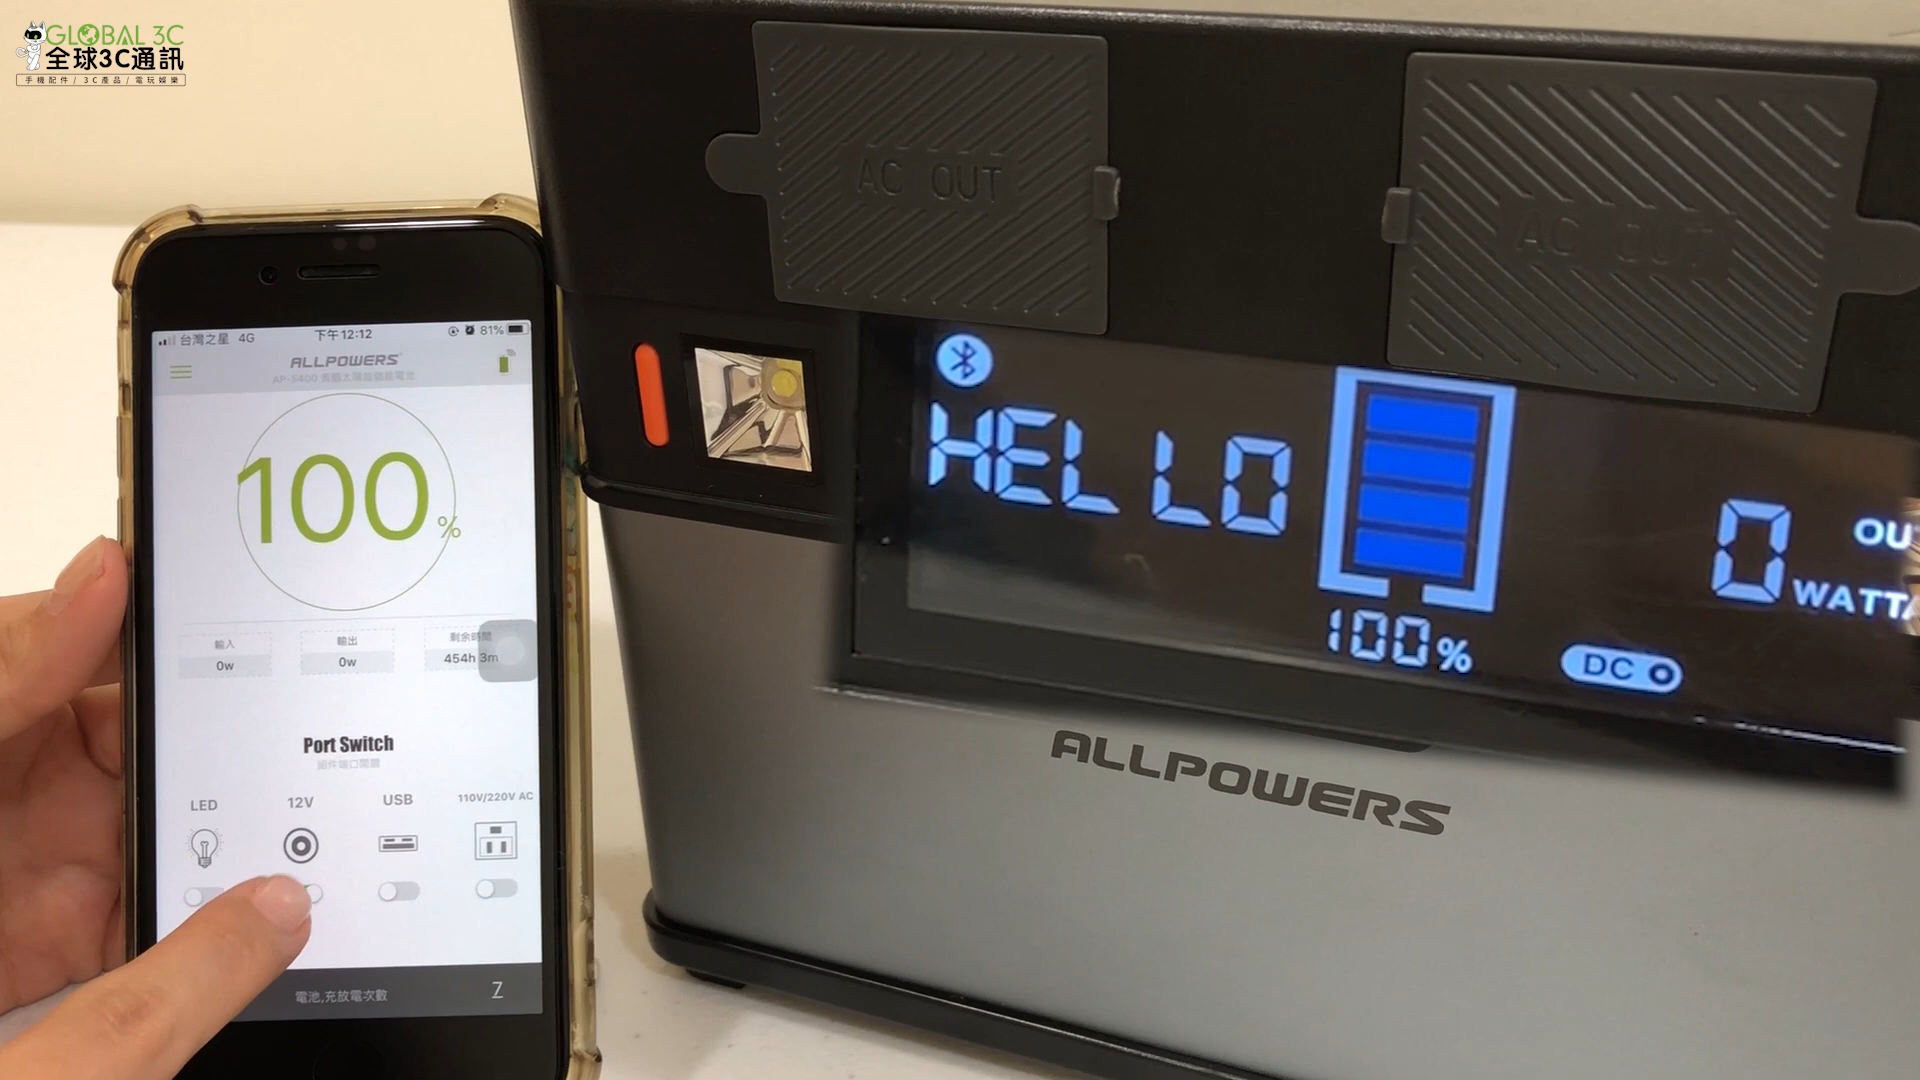 GLOBAL 3C
全球3C通訊
手機配件 / 3C產品 / 電玩娛樂
AC OUT
AC OUT
台灣之星 4G
下午12:12
81%
ALLPOWERS
100
%
輸入
輸出
剩余時間
0w
0w
454h 3m
Port Switch
LED
12V
USB
110V/220V AC
電池,充放電次數
7
HELLO
100%
DC
0
WATT
ALLPOWERS